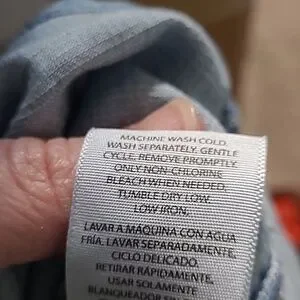 MACHINE WASH COLD,
WASH SEPARATELY, GENTLE
CYCLE, REMOVE PROMPTLY,
ONLY NON-CHLORINE
BLEACH WHEN NEEDED,
TUMBLE DRY LOW,
LOW IRON,
LAVAR A MÁQUINA CON AGUA
FRÍA, LAVAR SEPARADAMENTE,
CICLO DELICADO
RETIRAR RÁPIDAMENTE,
USAR SOLAMENTE
BLANQUEADOR